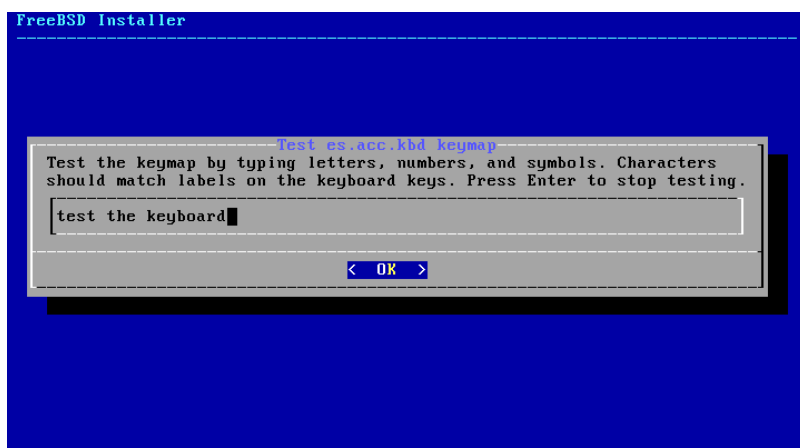 FreeBSD Installer
Test es.acc.kbd keymap
Test the keymap by typing letters, numbers, and symbols. Characters
should match labels on the keyboard keys. Press Enter to stop testing.
test the keyboard
< OK >